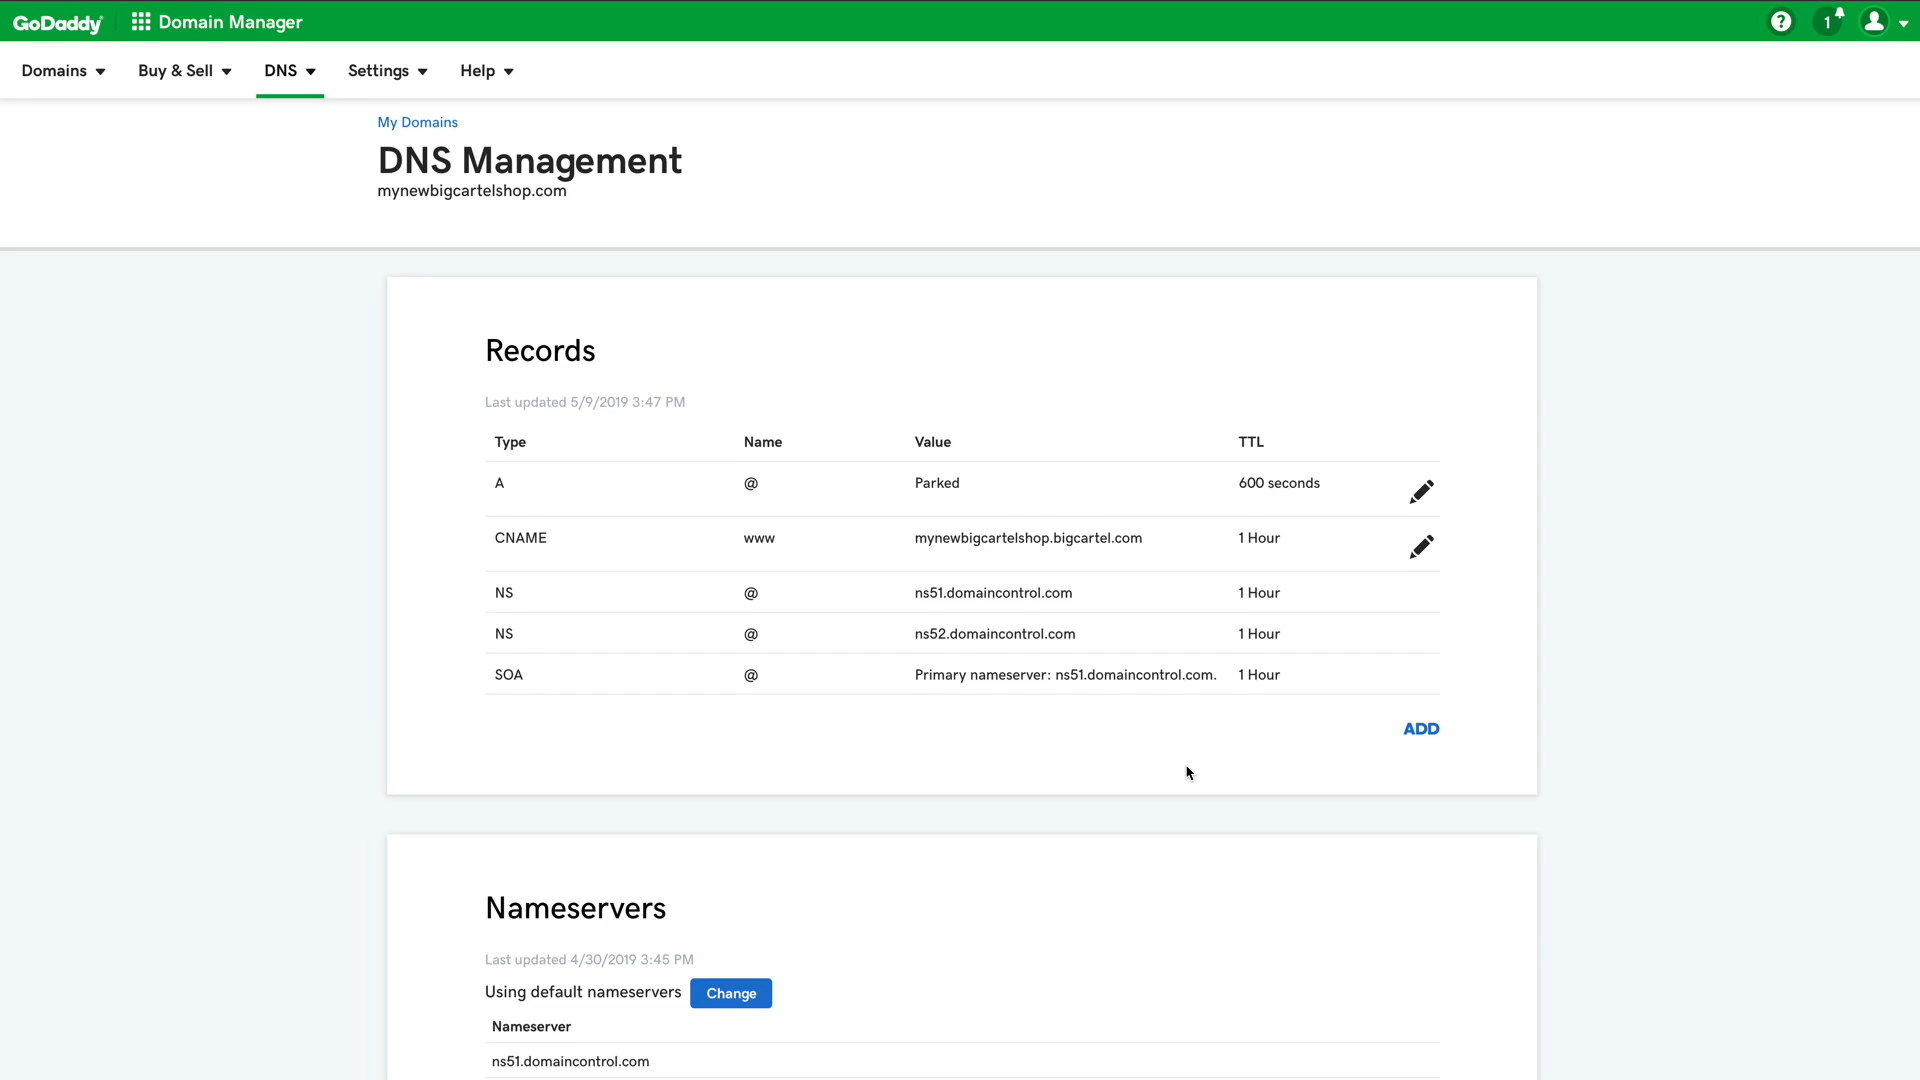 GoDaddy Domain Manager 1
Domains Buy & Sell DNS Settings Help
My Domains
DNS Management
mynewbigcartelshop.com
Records
Last updated 5/9/2019 3:47 PM
Type Name Value TTL
A @ Parked 600 seconds
CNAME www mynewbigcartelshop.bigcartel.com 1 Hour
NS @ ns51.domaincontrol.com 1 Hour
NS @ ns52.domaincontrol.com 1 Hour
SOA @ Primary nameserver: ns51.domaincontrol.com. 1 Hour
ADD
Nameservers
Last updated 4/30/2019 3:45 PM
Using default nameservers Change
Nameserver
ns51.domaincontrol.com